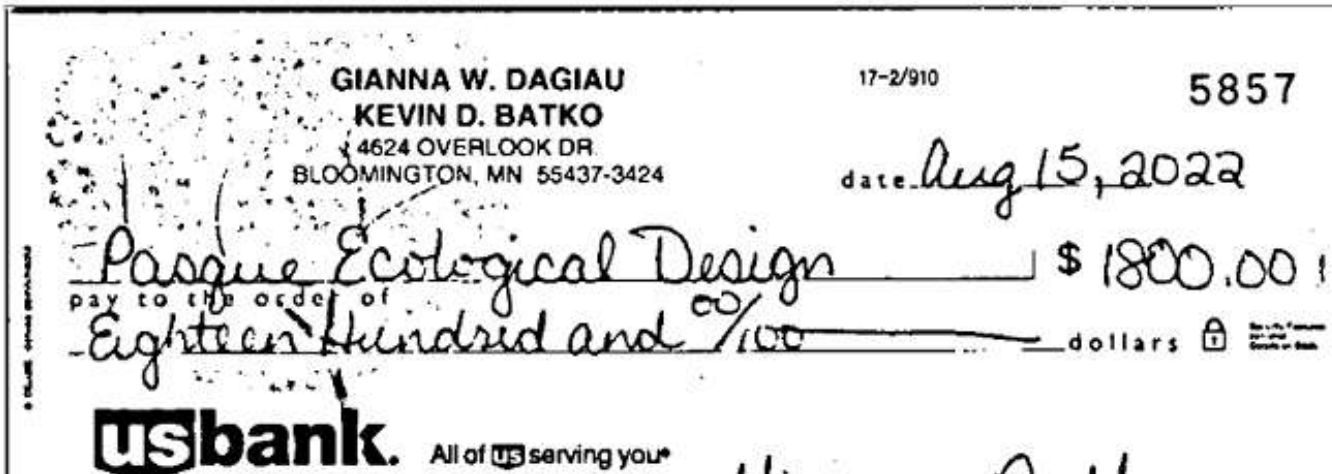 GIANNA W. DAGIAU
KEVIN D. BATKO
4624 OVERLOOK DR.
BLOOMINGTON, MN 55437-3424
17-2/910
5857
date Aug 15, 2022
Pasque Ecological Design $ 1800.00
pay to the order of
Eighteen Hundred and 00/100 dollars
usbank. All of us serving you